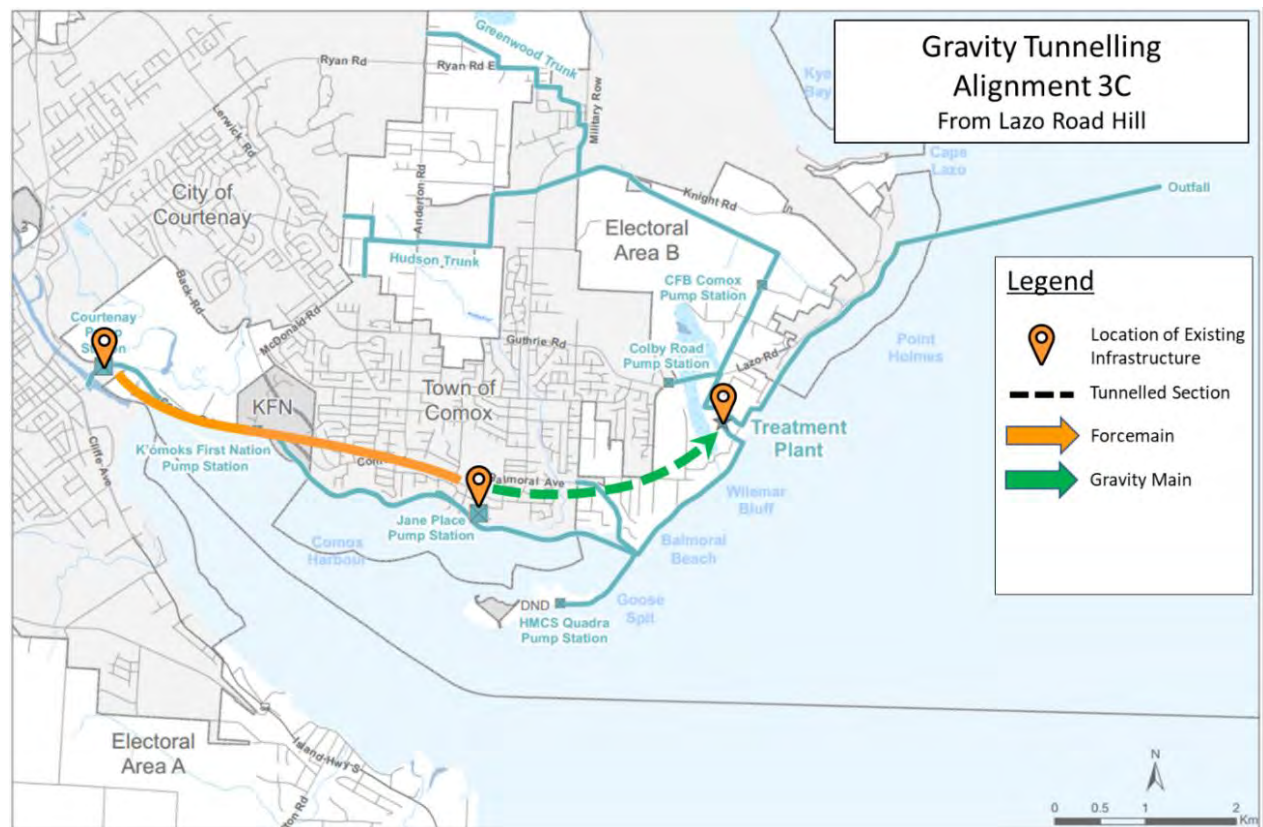 Gravity Tunnelling
Alignment 3C
From Lazo Road Hill
Greenwood Trunk
Ryan Rd
Ryan Rd E
Military Row
Lerwick Rd
Anderton Rd
City of
Courtenay
Cape
Lazo
Knight Rd
Outfall
Electoral
Area B
Hudson Trunk
Back Rd
CFB Comox
Pump Station
Legend
Location of Existing
Infrastructure
Tunnelled Section
Forcemain
Gravity Main
Courtenay
Station
McDonald Rd
Guthrie Rd
Colby Road
Pump Station
Lazo Rd
Point
Holmes
Town of
Comox
KFN
Treatment
Plant
K'ómoks First Nation
Pump Station
Cliffe Ave
Balmoral Ave
Jane Place
Pump Station
Willemar
Bluff
Balmoral
Beach
Comox
Harbour
Goose
Spit
DND
HMCS Quadra
Pump Station
Electoral
Area A
Island Hwy S
N
0 0.5 1 2
Km